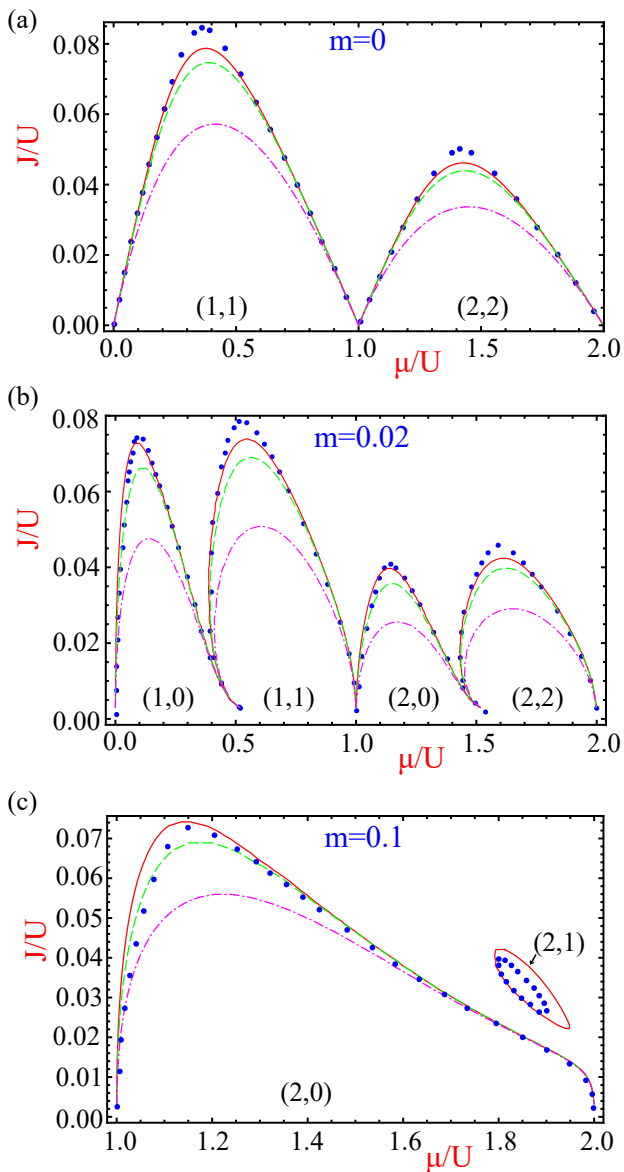 (a)
m=0
J/U
0.08
0.06
0.04
0.02
0.00
(1,1)
(2,2)
0.0 0.5 1.0 1.5 2.0
μ/U
(b)
m=0.02
J/U
0.08
0.06
0.04
0.02
0.00
(1,0) (1,1) (2,0) (2,2)
0.0 0.5 1.0 1.5 2.0
μ/U
(c)
m=0.1
J/U
0.07
0.06
0.05
0.04
0.03
0.02
0.01
0.00
(2,1)
(2,0)
1.0 1.2 1.4 1.6 1.8 2.0
μ/U